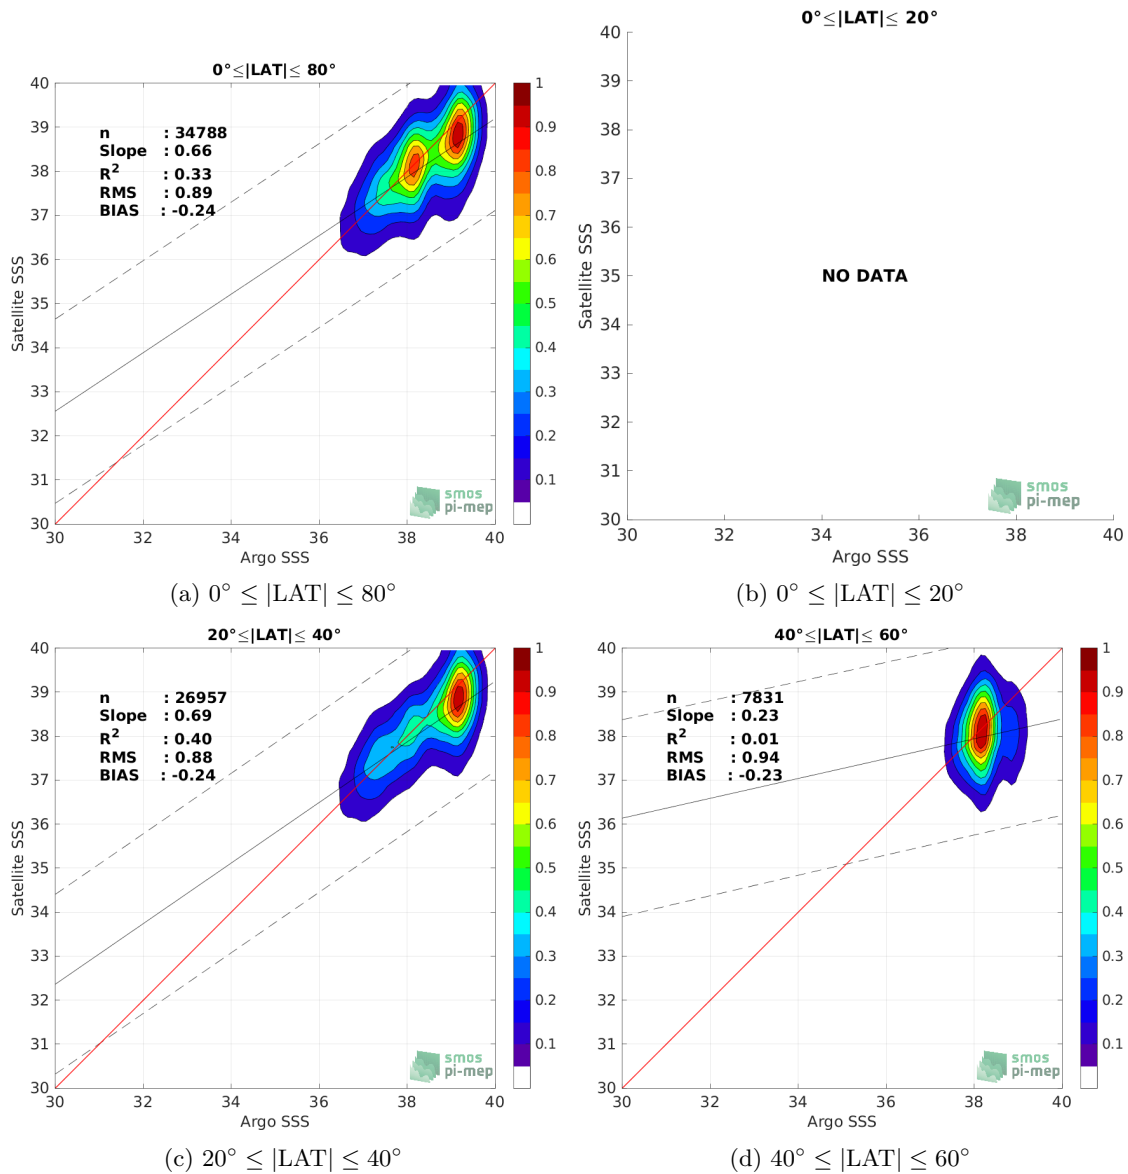 0°≤|LAT|≤ 80°
n : 34788
Slope : 0.66
R² : 0.33
RMS : 0.89
BIAS : -0.24
Satellite SSS
40
39
38
37
36
35
34
33
32
31
30
30 32 34 36 38 40
Argo SSS
1
0.9
0.8
0.7
0.6
0.5
0.4
0.3
0.2
0.1
smos
pi-mep
(a) 0° ≤ |LAT| ≤ 80°
0°≤|LAT|≤ 20°
NO DATA
Satellite SSS
40
39
38
37
36
35
34
33
32
31
30
30 32 34 36 38 40
Argo SSS
smos
pi-mep
(b) 0° ≤ |LAT| ≤ 20°
20°≤|LAT|≤ 40°
n : 26957
Slope : 0.69
R² : 0.40
RMS : 0.88
BIAS : -0.24
Satellite SSS
40
39
38
37
36
35
34
33
32
31
30
30 32 34 36 38 40
Argo SSS
1
0.9
0.8
0.7
0.6
0.5
0.4
0.3
0.2
0.1
smos
pi-mep
(c) 20° ≤ |LAT| ≤ 40°
40°≤|LAT|≤ 60°
n : 7831
Slope : 0.23
R² : 0.01
RMS : 0.94
BIAS : -0.23
Satellite SSS
40
39
38
37
36
35
34
33
32
31
30
30 32 34 36 38 40
Argo SSS
1
0.9
0.8
0.7
0.6
0.5
0.4
0.3
0.2
0.1
smos
pi-mep
(d) 40° ≤ |LAT| ≤ 60°